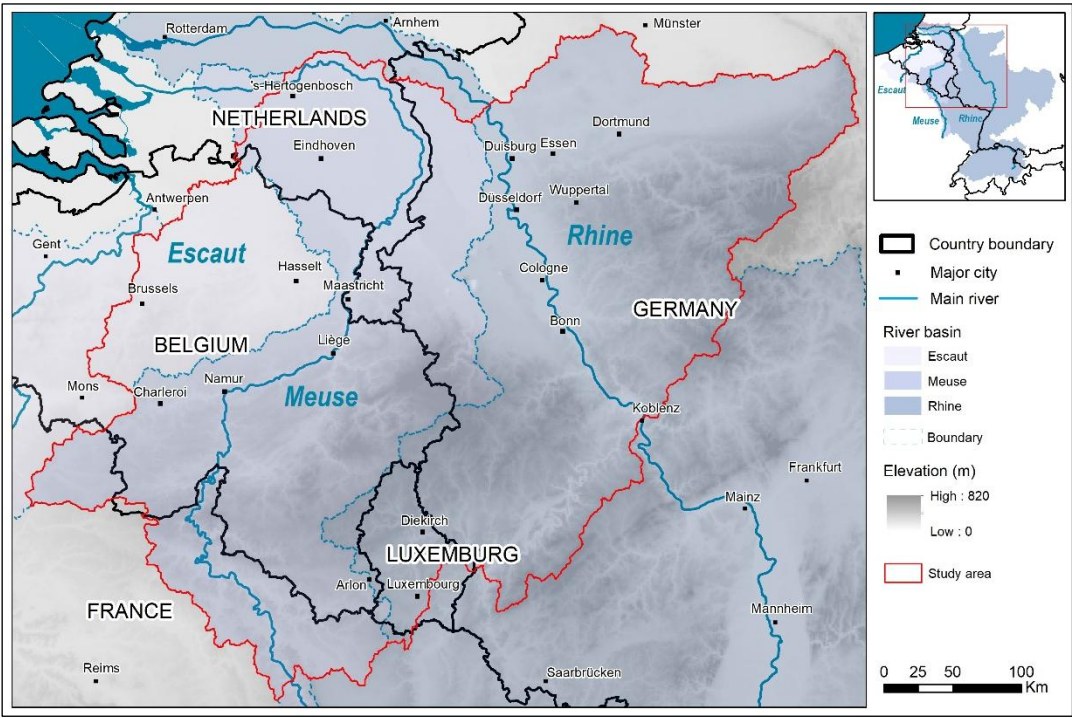 Rotterdam
Arnhem
Münster
's-Hertogenbosch
NETHERLANDS
Eindhoven
Dortmund
Duisburg
Essen
Antwerpen
Düsseldorf
Wuppertal
Gent
Escaut
Rhine
Hasselt
Cologne
Brussels
Maastricht
GERMANY
Bonn
BELGIUM
Liège
Mons
Charleroi
Namur
Meuse
Koblenz
Frankfurt
Mainz
Diekirch
LUXEMBURG
Arlon
Luxembourg
FRANCE
Mannheim
Reims
Saarbrücken
Escaut
Meuse
Rhine
Country boundary
Major city
Main river
River basin
Escaut
Meuse
Rhine
Boundary
Elevation (m)
High : 820
Low : 0
Study area
0 25 50 100
Km